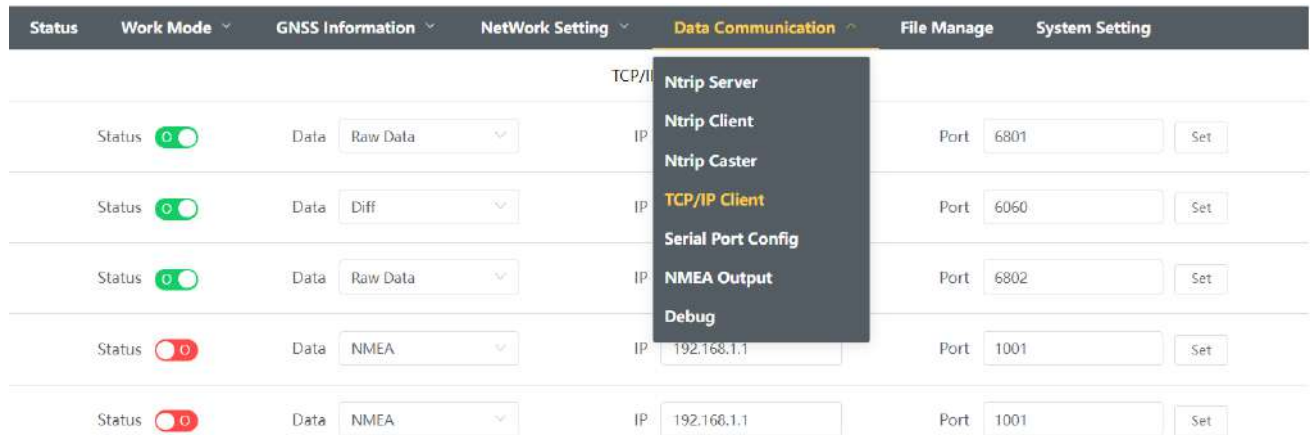 Status Work Mode GNSS Information NetWork Setting Data Communication File Manage System Setting
TCP/I
Ntrip Server
Ntrip Client
Ntrip Caster
TCP/IP Client
Serial Port Config
NMEA Output
Debug
Status Data Raw Data IP Port 6801 Set
Status Data Diff IP Port 6060 Set
Status Data Raw Data IP Port 6802 Set
Status Data NMEA IP 192.168.1.1 Port 1001 Set
Status Data NMEA IP 192.168.1.1 Port 1001 Set